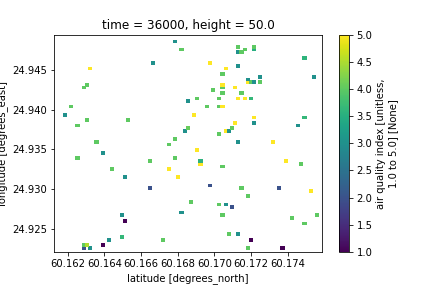 time = 36000, height = 50.0
24.945
24.940
24.935
24.930
24.925
longitude [degrees_east]
60.162 60.164 60.166 60.168 60.170 60.172 60.174
latitude [degrees_north]
5.0
4.5
4.0
3.5
3.0
2.5
2.0
1.5
1.0
air quality index [unitless,
1.0 to 5.0] [None]